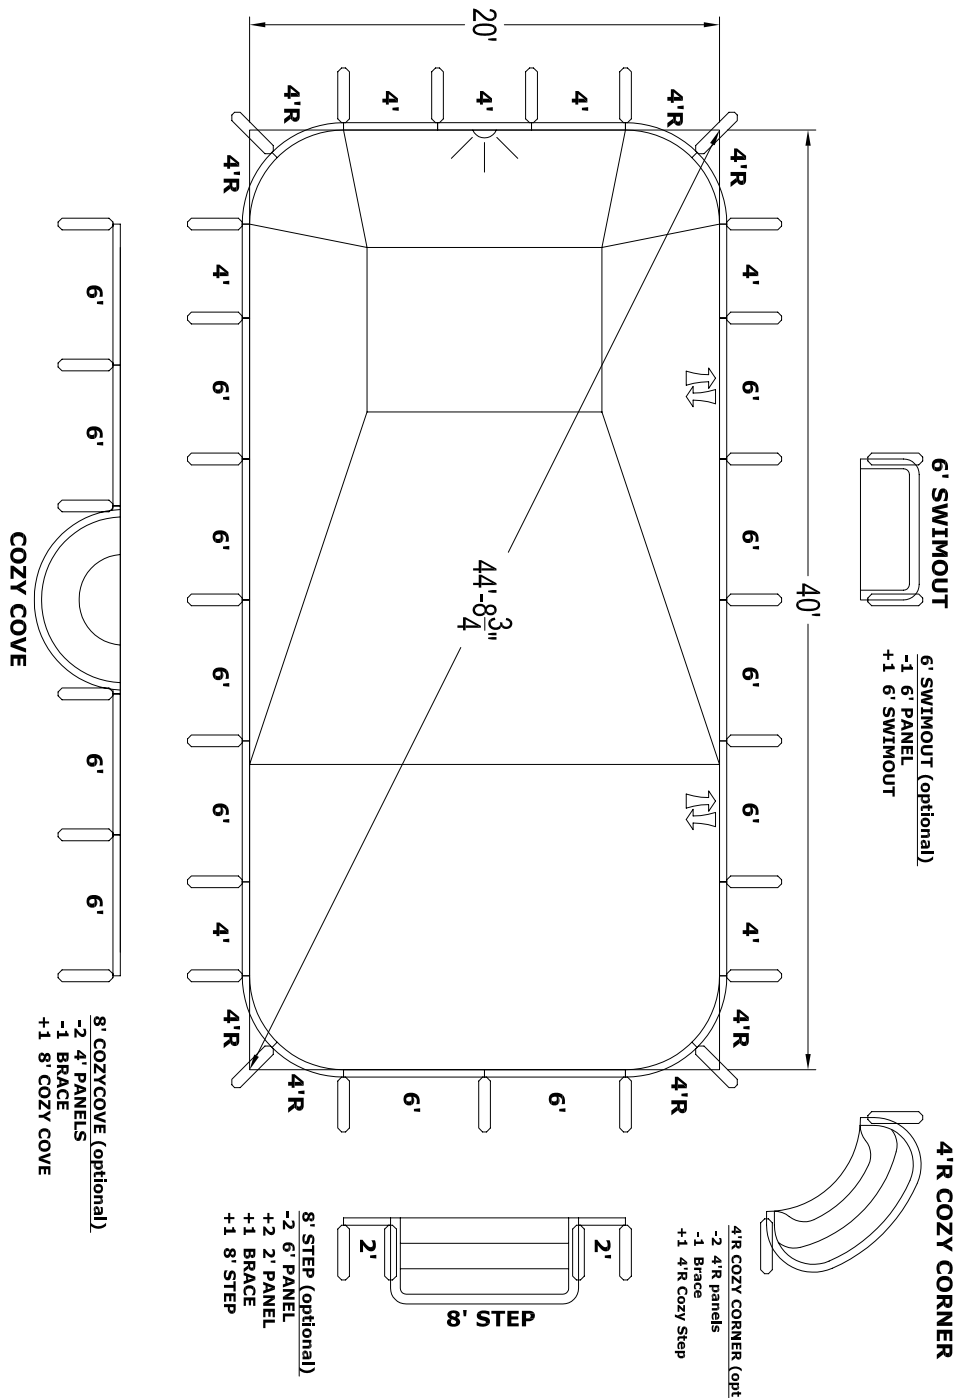 20'
4'R
4'
4'
4'
4'R
4'R
4'R
4'
4'
6'
6'
6'
6'
6'
6'
6'
6'
4'
4'
4'R
4'R
4'R
6'
6'
4'R
40'
44'-8 3/4"
6' SWIMOUT
6' SWIMOUT (optional)
-1 6' PANEL
+1 6' SWIMOUT
6'
6'
6'
6'
COZY COVE
8' COZYCOVE (optional)
-2 4' PANELS
-1 BRACE
+1 8' COZY COVE
2'
2'
8' STEP
8' STEP (optional)
-2 6' PANEL
+2 2' PANEL
+1 BRACE
+1 8' STEP
4'R COZY CORNER
4'R COZY CORNER (opt
-2 4'R panels
-1 Brace
+1 4'R Cozy Step